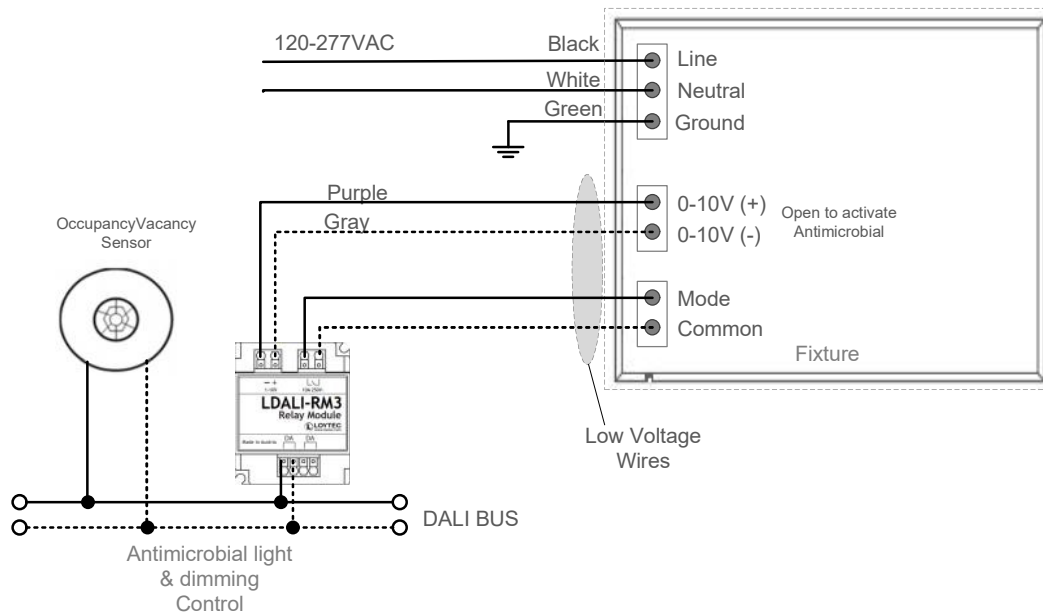 120-277VAC
Black
White
Green
Line
Neutral
Ground
Purple
Gray
0-10V (+)
0-10V (-)
Open to activate
Antimicrobial
OccupancyVacancy
Sensor
Mode
Common
Fixture
LDALI-RM3
Relay Module
LOYTEC
Made in Austria
DA DA
Low Voltage
Wires
DALI BUS
Antimicrobial light
& dimming
Control